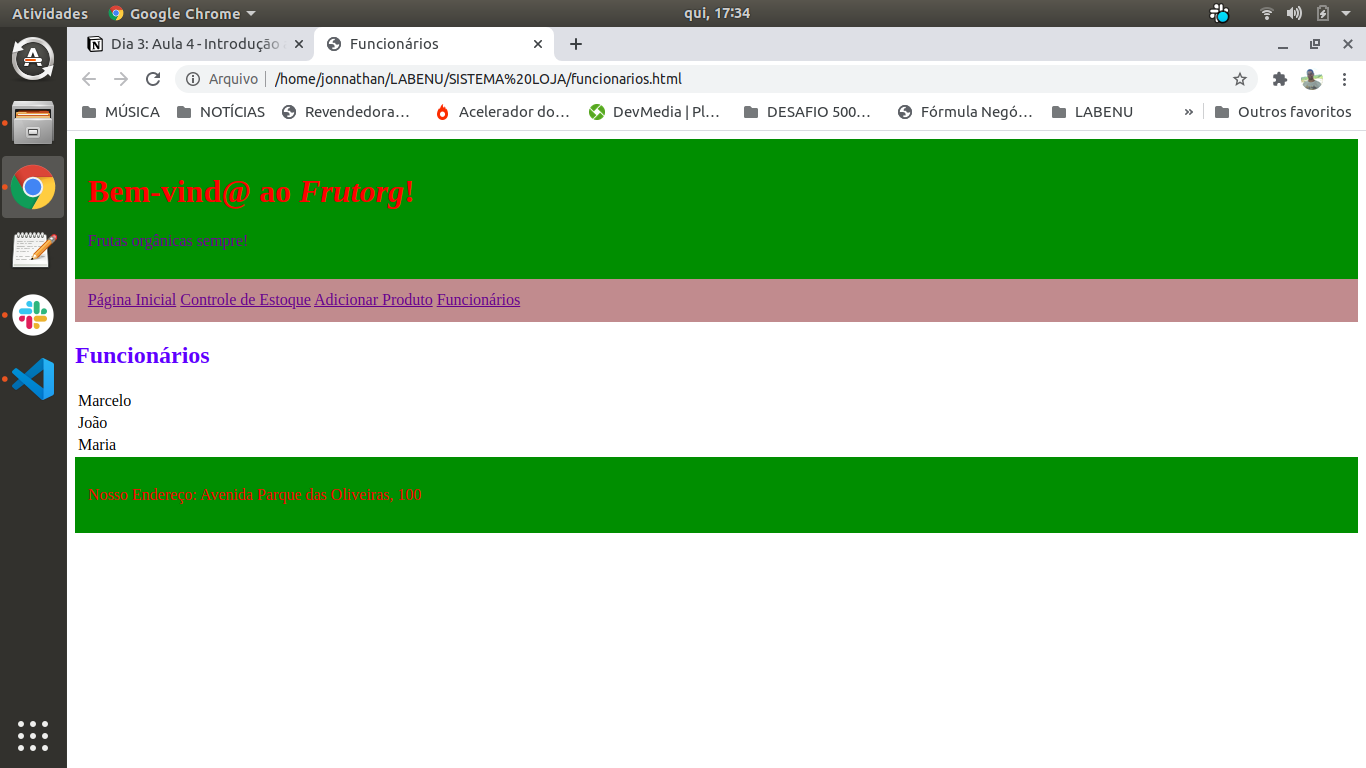 Atividades Google Chrome qui, 17:34
Dia 3: Aula 4 - Introdução Funcionários
Arquivo /home/jonnathan/LABENU/SISTEMA%20LOJA/funcionarios.html
MÚSICA NOTÍCIAS Revendedora… Acelerador do… DevMedia | Pl… DESAFIO 500… Fórmula Negó… LABENU » Outros favoritos
Bem-vind@ ao Frutorg!
Frutas orgânicas sempre!
Página Inicial Controle de Estoque Adicionar Produto Funcionários
Funcionários
Marcelo
João
Maria
Nosso Endereço: Avenida Parque das Oliveiras, 100